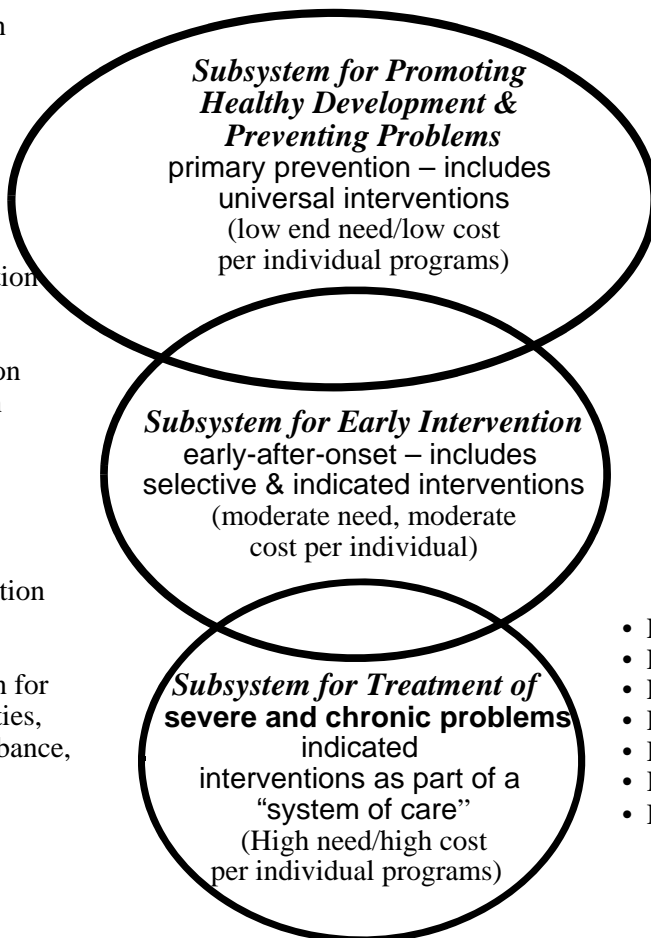 Subsystem for Promoting
Healthy Development &
Preventing Problems
primary prevention – includes
universal interventions
(low end need/low cost
per individual programs)
Subsystem for Early Intervention
early-after-onset – includes
selective & indicated interventions
(moderate need, moderate
cost per individual)
Subsystem for Treatment of
severe and chronic problems
indicated
interventions as part of a
“system of care”
(High need/high cost
per individual programs)
for